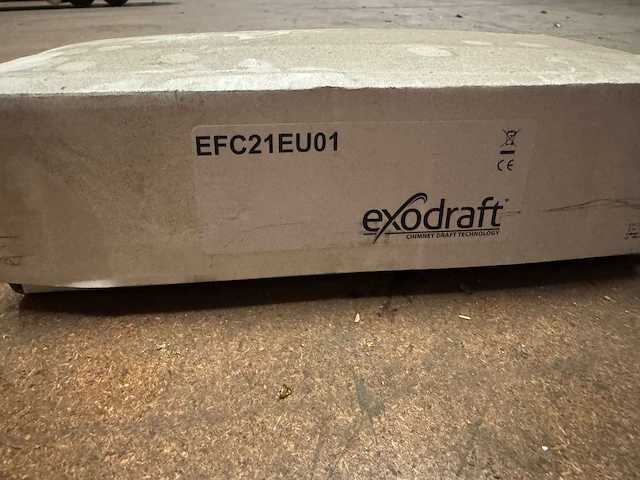 EFC21EU01
CE
exodraft
CHIMNEY DRAFT TECHNOLOGY